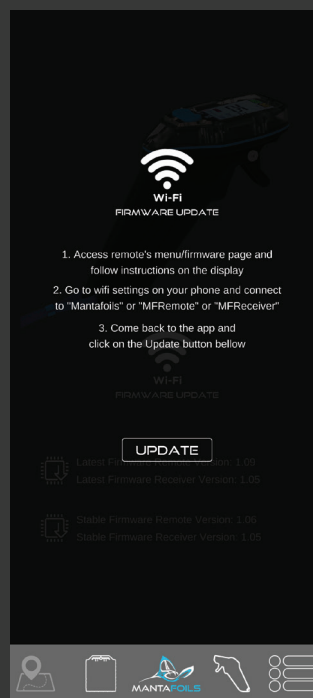 Wi-Fi
FIRMWARE UPDATE
1. Access remote's menu/firmware page and
follow instructions on the display
2. Go to wifi settings on your phone and connect
to "Mantafoils" or "MFRemote" or "MFReceiver"
3. Come back to the app and
click on the Update button bellow
Wi-Fi
FIRMWARE UPDATE
UPDATE
Latest Firmware Remote Version: 1.09
Latest Firmware Receiver Version: 1.05
Stable Firmware Remote Version: 1.06
Stable Firmware Receiver Version: 1.05
MANTAFOILS